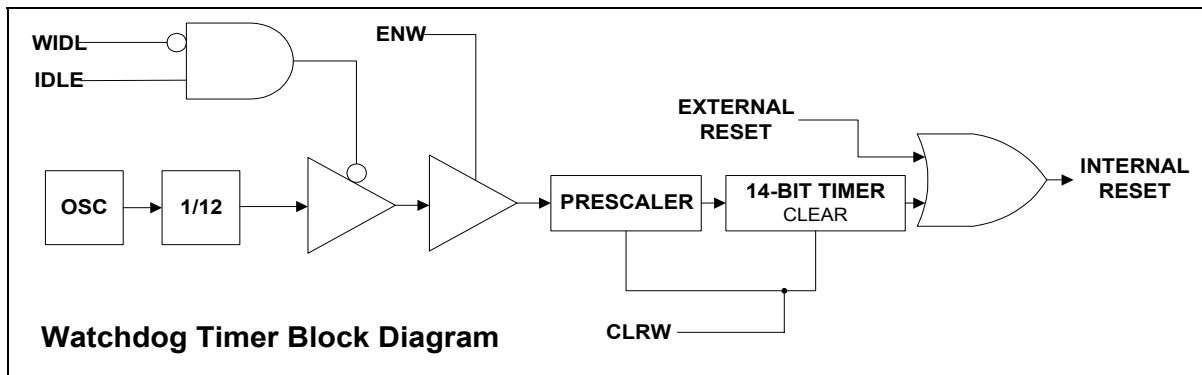 WIDL
IDLE
ENW
EXTERNAL
RESET
OSC
1/12
PRESCALER
14-BIT TIMER
CLEAR
INTERNAL
RESET
CLRW
Watchdog Timer Block Diagram